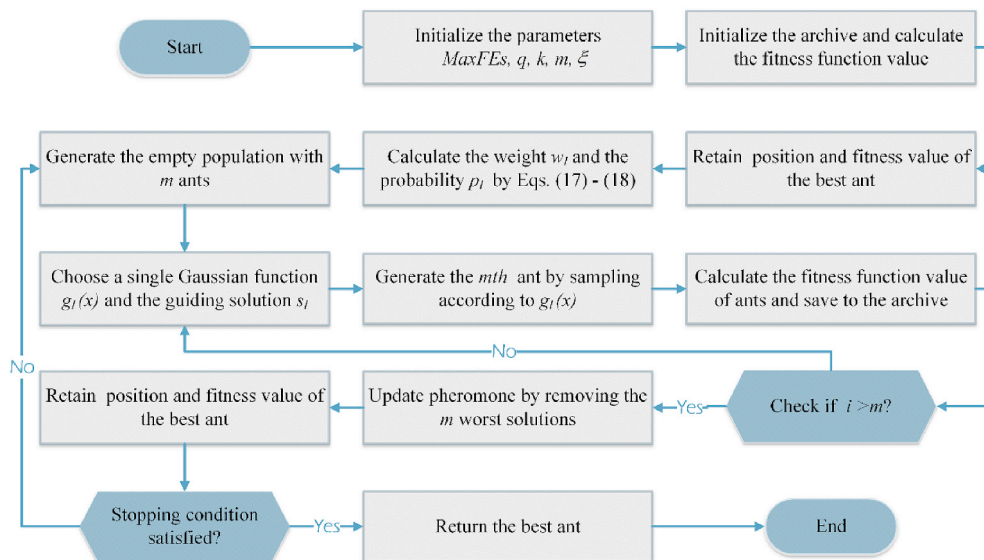 Start
Initialize the parameters
MaxFEs, q, k, m, ξ
Initialize the archive and calculate
the fitness function value
Generate the empty population with
m ants
Calculate the weight wl and the
probability pl by Eqs. (17) - (18)
Retain position and fitness value of
the best ant
Choose a single Gaussian function
gl(x) and the guiding solution sl
Generate the mth ant by sampling
according to gl(x)
Calculate the fitness function value
of ants and save to the archive
No
No
Retain position and fitness value of
the best ant
Update pheromone by removing the
m worst solutions
Yes
Check if i >m?
Stopping condition
satisfied?
Yes
Return the best ant
End